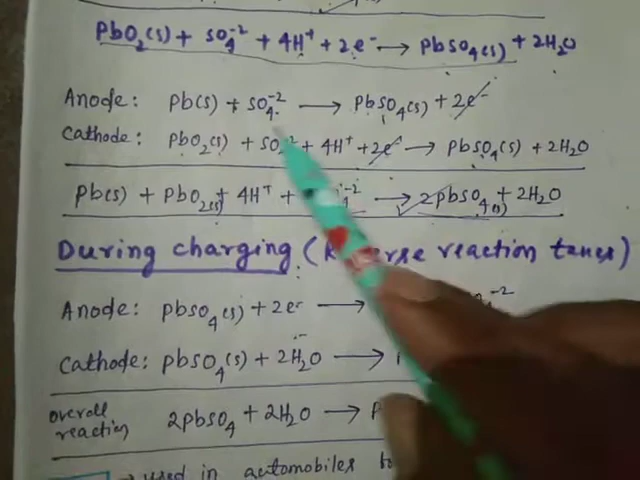 PbO₂(s) + SO₄⁻² + 4H⁺ + 2e⁻ → PbSO₄(s) + 2H₂O
Anode: Pb(s) + SO₄⁻² → PbSO₄(s) + 2e⁻
Cathode: PbO₂(s) + SO + 4H⁺ + 2e⁻ → PbSO₄(s) + 2H₂O
Pb(s) + PbO₂(s) + 4H⁺ + ⁻² → 2PbSO₄(s) + 2H₂O
During charging ( reaction takes)
Anode: PbSO₄(s) + 2e⁻ → ⁻²
Cathode: PbSO₄(s) + 2H₂O →
overall
reaction 2PbSO₄ + 2H₂O → P
→ used in automobiles